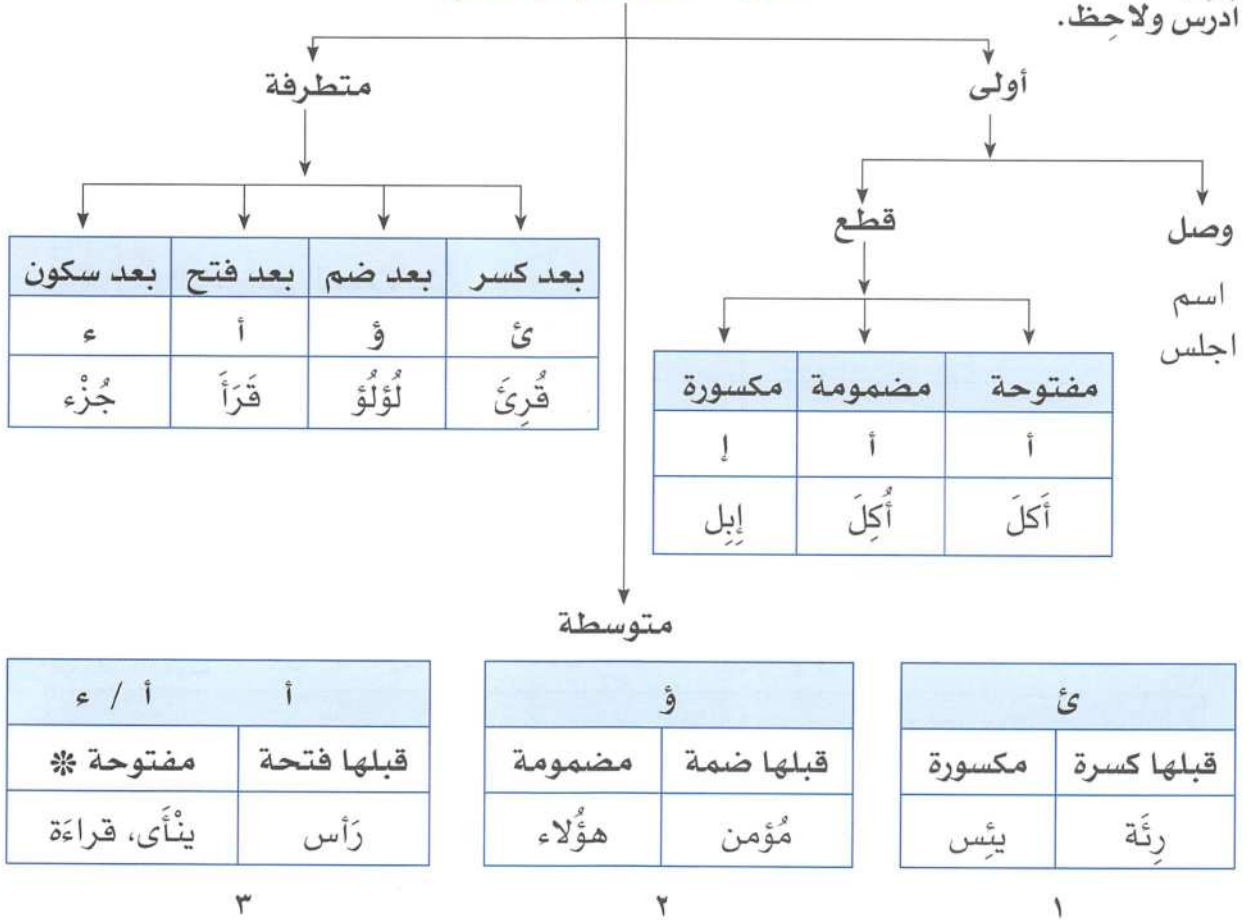 ادرس ولاحِظ.
أولى
متطرفة
وصل
اسم
اجلس
قطع
مفتوحة مضمومة مكسورة
أ أ إ
أَكلَ أُكِلَ إِبِل
بعد كسر بعد ضم بعد فتح بعد سكون
ئ ؤ أ ء
قُرِئَ لُؤلُؤ قَرَأَ جُزْء
متوسطة
ئ
قبلها كسرة مكسورة
رِئَة يئِس
١
ؤ
قبلها ضمة مضمومة
مُؤمن هؤُلاء
٢
أ أ / ء
قبلها فتحة مفتوحة *
رَأس ينْأَى، قراءَة
٣